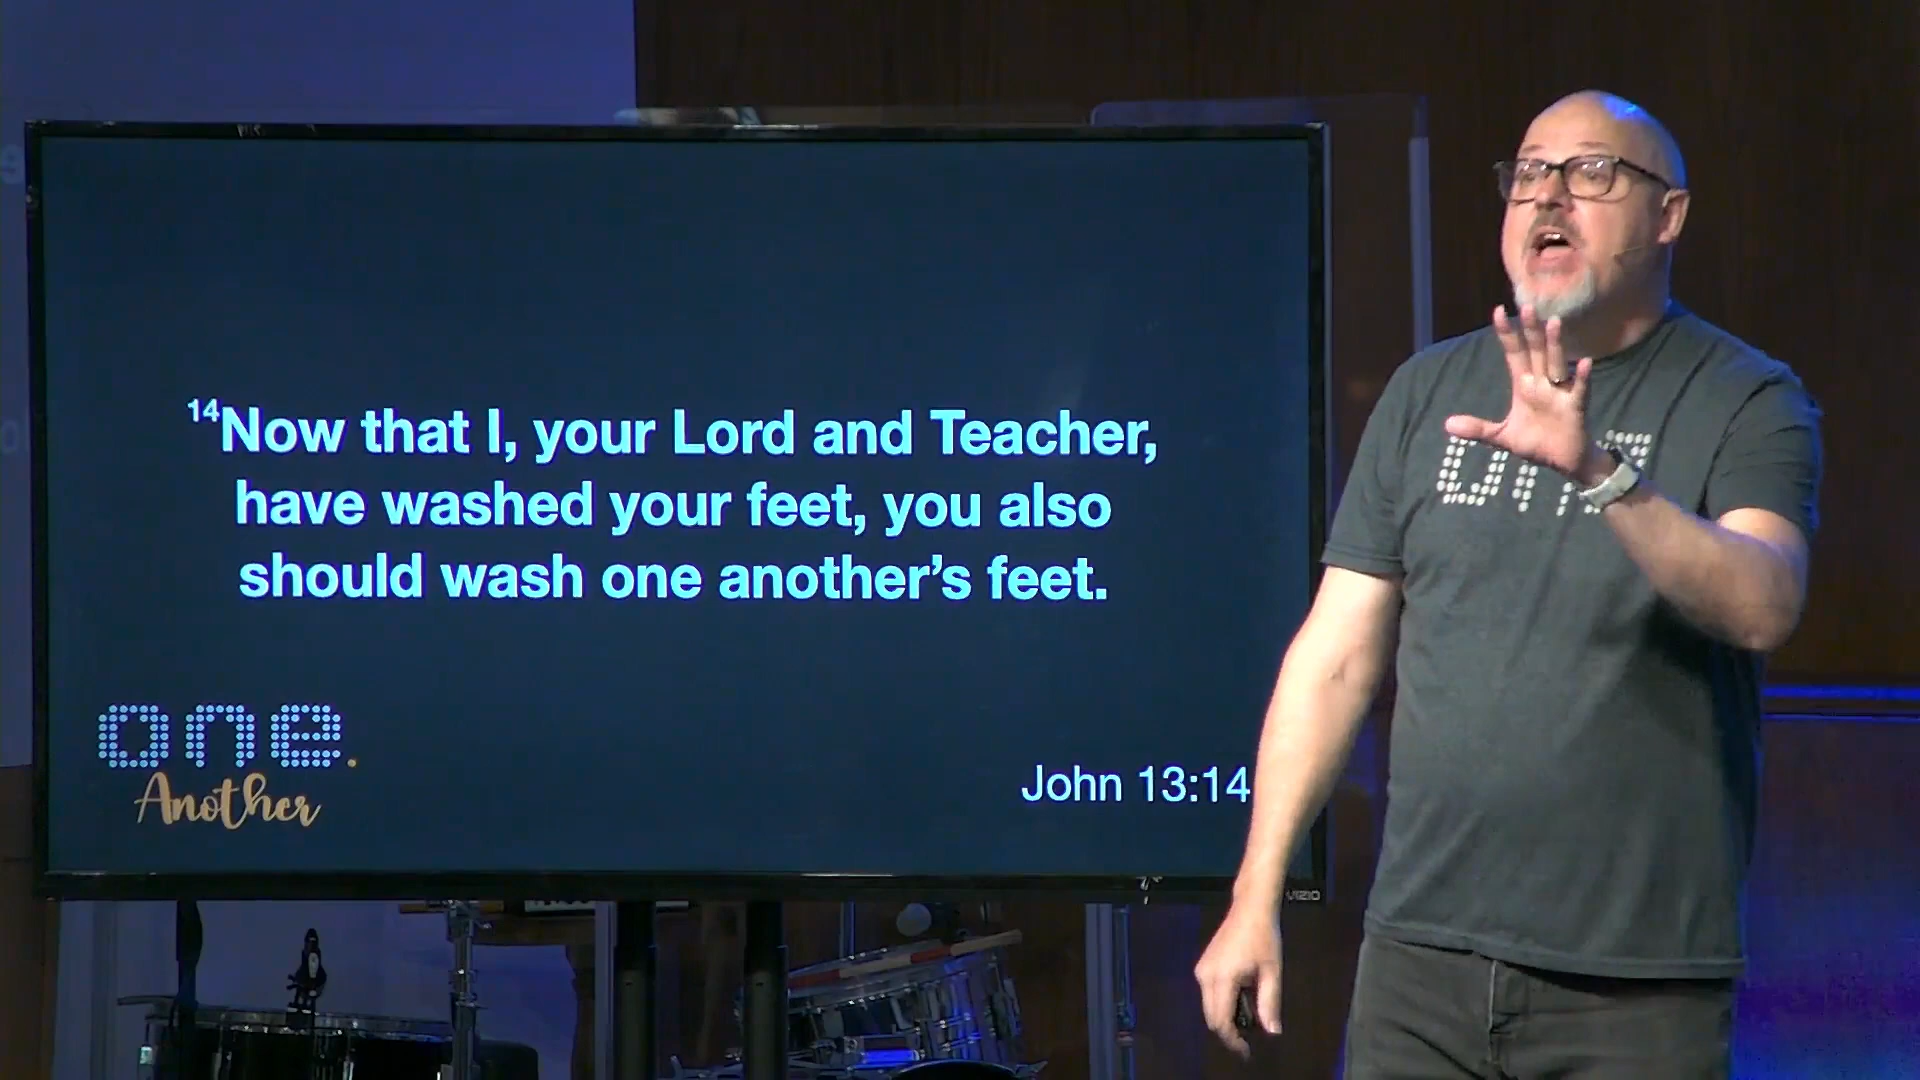 ¹⁴Now that I, your Lord and Teacher,
have washed your feet, you also
should wash one another’s feet.
one.
Another
John 13:14
VIZIO